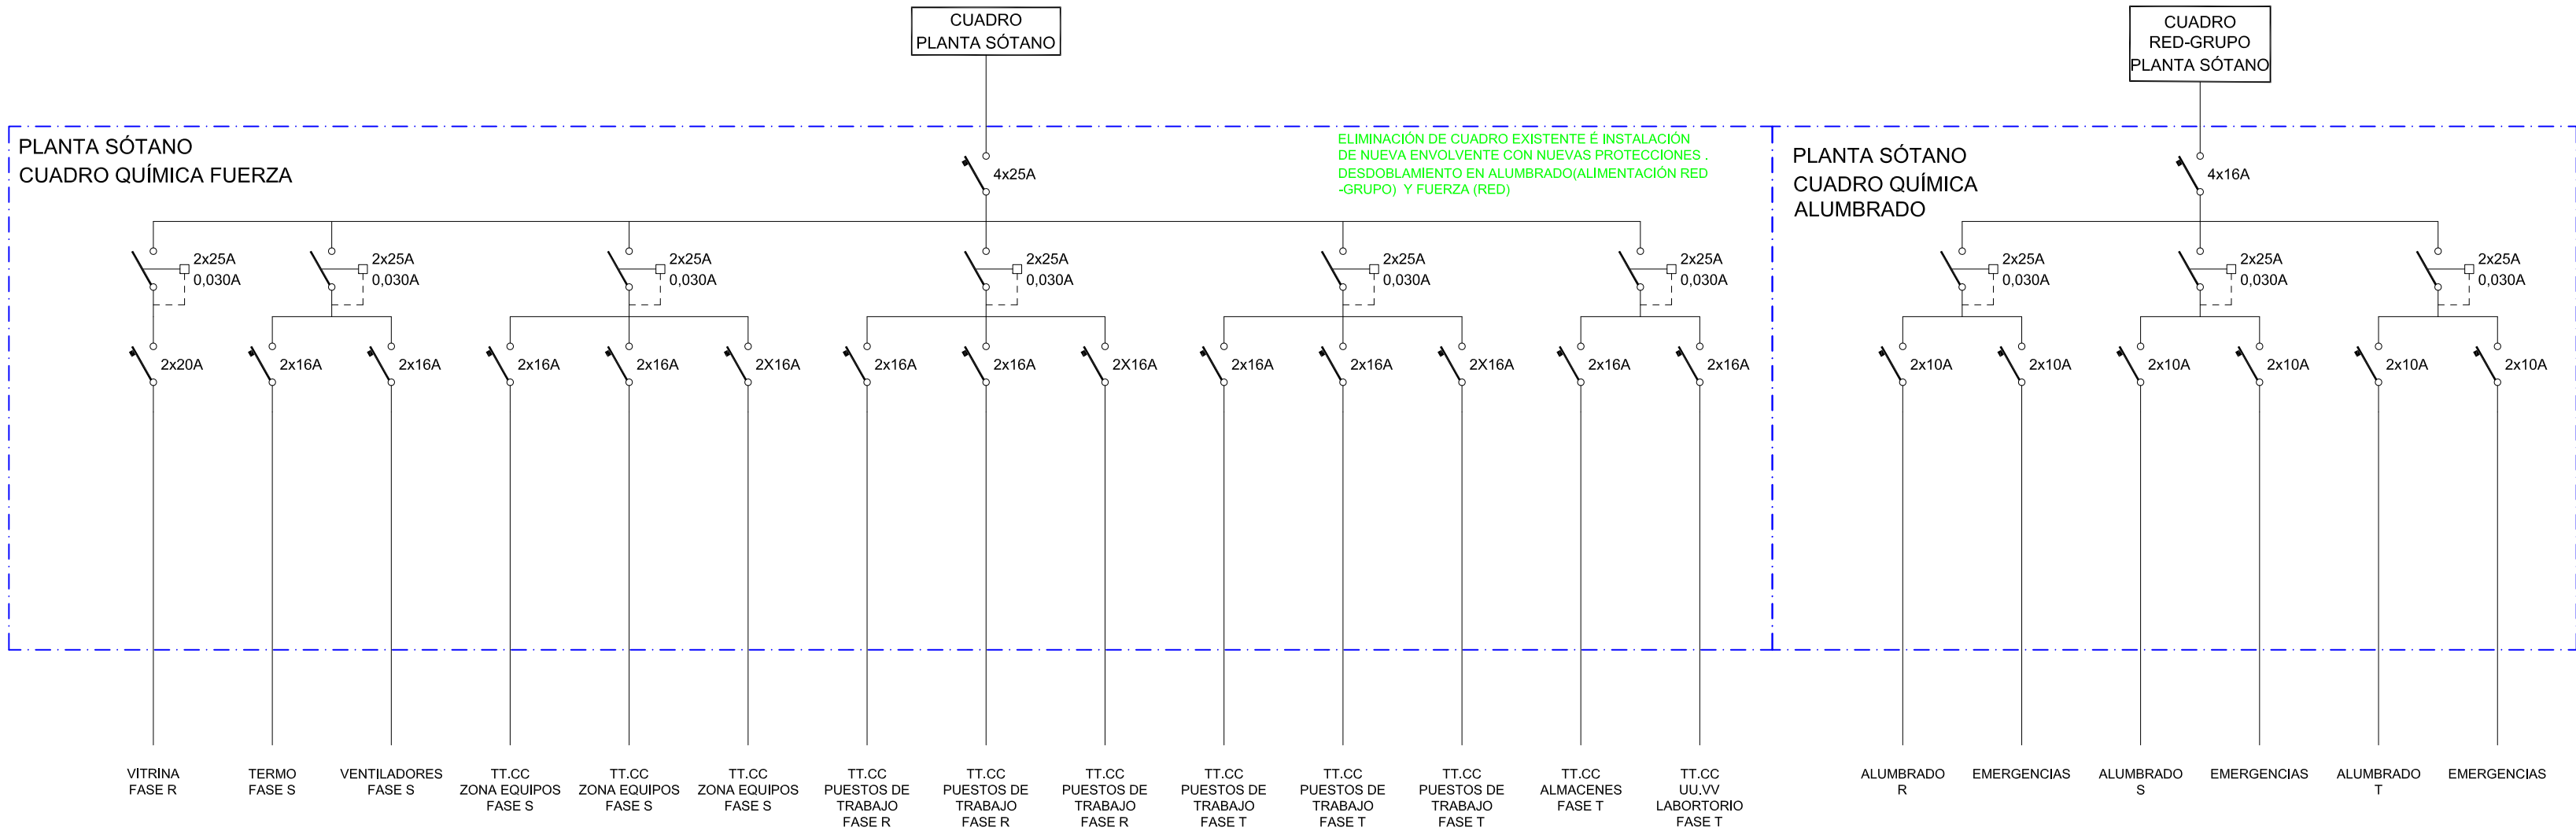 CUADRO
PLANTA SÓTANO
CUADRO
RED-GRUPO
PLANTA SÓTANO
PLANTA SÓTANO
CUADRO QUÍMICA FUERZA
4x25A
ELIMINACIÓN DE CUADRO EXISTENTE É INSTALACIÓN
DE NUEVA ENVOLVENTE CON NUEVAS PROTECCIONES .
DESDOBLAMIENTO EN ALUMBRADO(ALIMENTACIÓN RED
-GRUPO) Y FUERZA (RED)
PLANTA SÓTANO
CUADRO QUÍMICA
ALUMBRADO
4x16A
2x25A
0,030A
2x25A
0,030A
2x25A
0,030A
2x25A
0,030A
2x25A
0,030A
2x25A
0,030A
2x25A
0,030A
2x25A
0,030A
2x25A
0,030A
2x20A
2x16A
2x16A
2x16A
2x16A
2X16A
2x16A
2x16A
2X16A
2x16A
2x16A
2X16A
2x16A
2x16A
2x10A
2x10A
2x10A
2x10A
2x10A
2x10A
VITRINA
FASE R
TERMO
FASE S
VENTILADORES
FASE S
TT.CC
ZONA EQUIPOS
FASE S
TT.CC
ZONA EQUIPOS
FASE S
TT.CC
ZONA EQUIPOS
FASE S
TT.CC
PUESTOS DE
TRABAJO
FASE R
TT.CC
PUESTOS DE
TRABAJO
FASE R
TT.CC
PUESTOS DE
TRABAJO
FASE R
TT.CC
PUESTOS DE
TRABAJO
FASE T
TT.CC
PUESTOS DE
TRABAJO
FASE T
TT.CC
PUESTOS DE
TRABAJO
FASE T
TT.CC
ALMACENES
FASE T
TT.CC
UU.VV
LABORTORIO
FASE T
ALUMBRADO
R
EMERGENCIAS
ALUMBRADO
S
EMERGENCIAS
ALUMBRADO
T
EMERGENCIAS